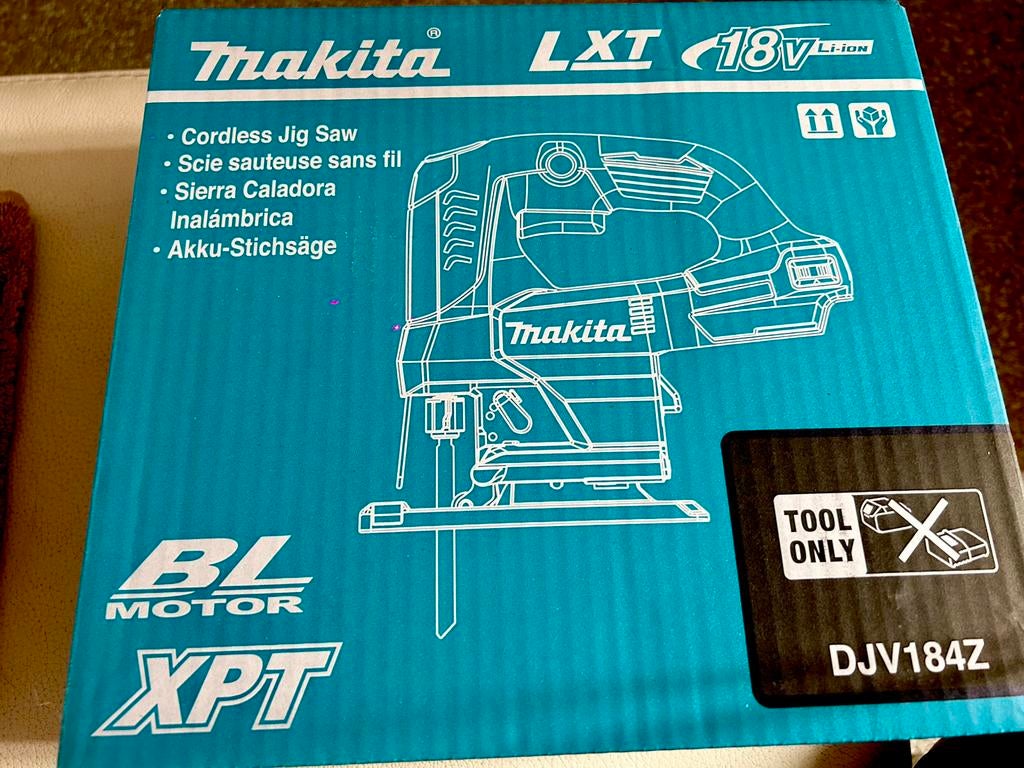 Makita®
LXT
18V Li-ion
• Cordless Jig Saw
• Scie sauteuse sans fil
• Sierra Caladora
Inalámbrica
• Akku-Stichsäge
Makita
TOOL
ONLY
BL
MOTOR
XPT
DJV184Z